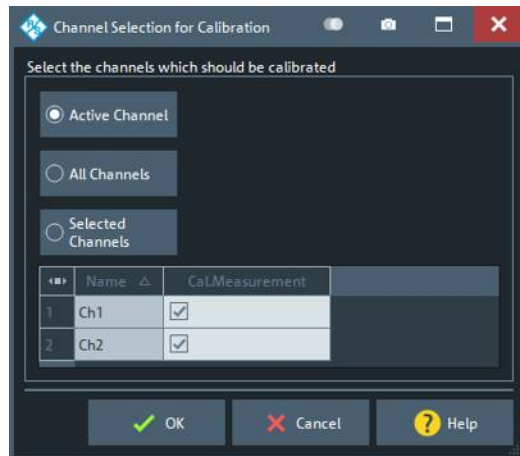 Channel Selection for Calibration
Select the channels which should be calibrated
Active Channel
All Channels
Selected
Channels
Name Cal.Measurement
1 Ch1
2 Ch2
OK Cancel ? Help